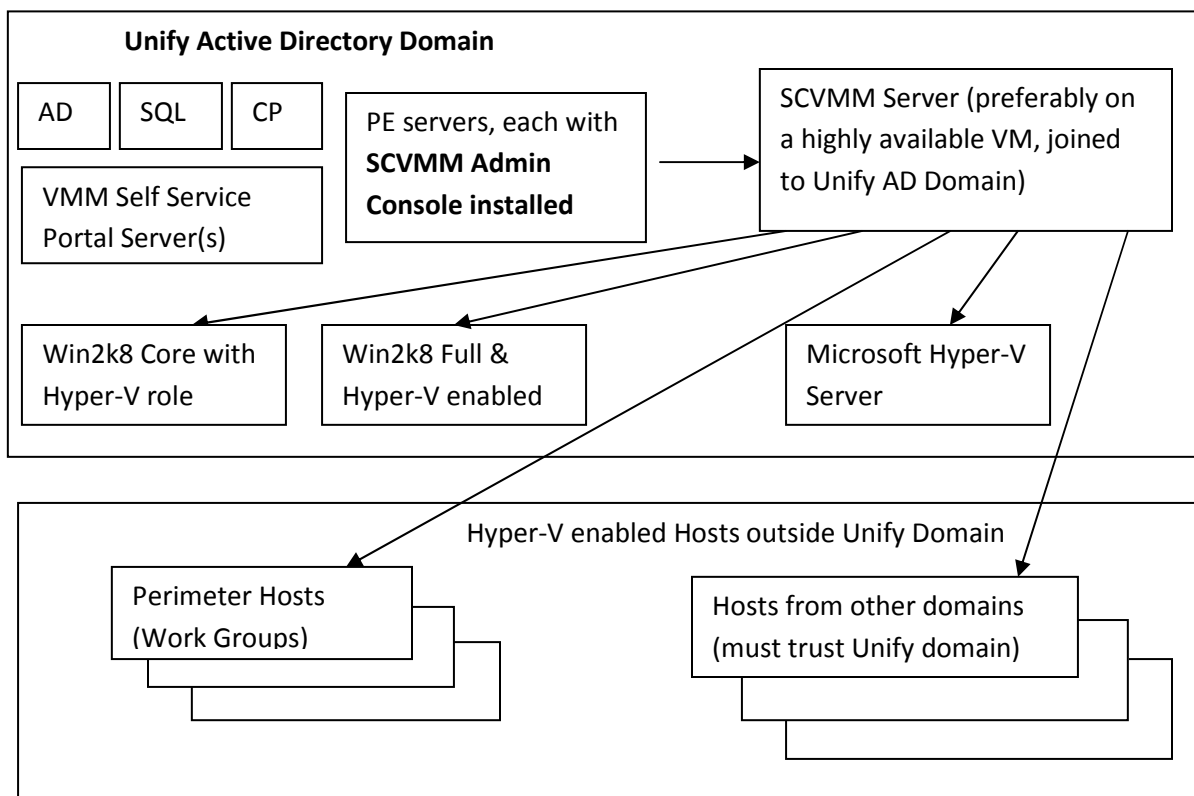 Unify Active Directory Domain
AD
SQL
CP
PE servers, each with
SCVMM Admin
Console installed
SCVMM Server (preferably on
a highly available VM, joined
to Unify AD Domain)
VMM Self Service
Portal Server(s)
Win2k8 Core with
Hyper-V role
Win2k8 Full &
Hyper-V enabled
Microsoft Hyper-V
Server
Hyper-V enabled Hosts outside Unify Domain
Perimeter Hosts
(Work Groups)
Hosts from other domains
(must trust Unify domain)